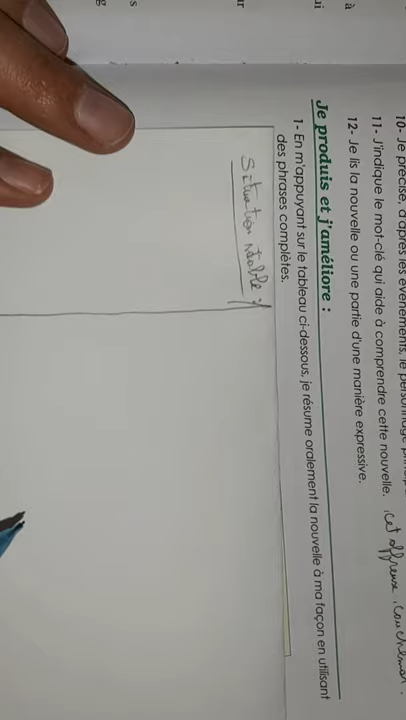 10- Je précise, d'après les événements, le personnage
11- J'indique le mot-clé qui aide à comprendre cette nouvelle.
12- Je lis la nouvelle ou une partie d'une manière expressive.
Je produis et j'améliore :
1- En m'appuyant sur le tableau ci-dessous, je résume oralement la nouvelle à ma façon en utilisant
des phrases complètes.
Situation stable